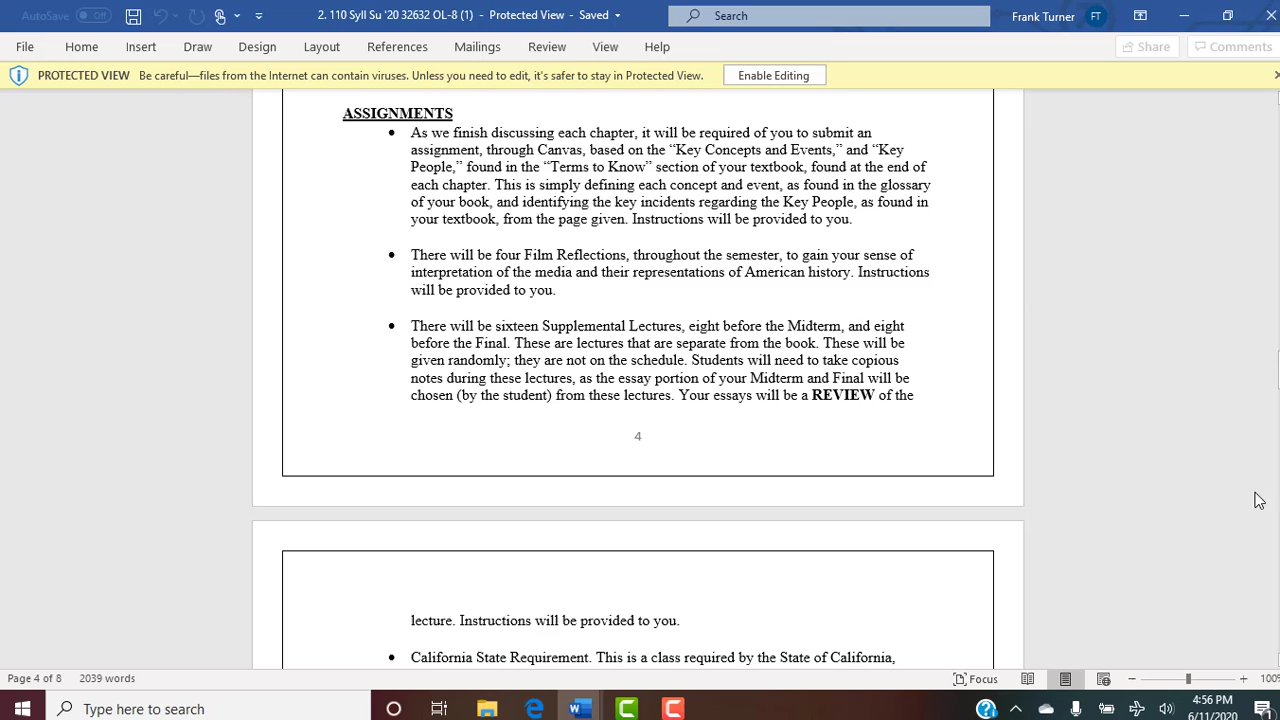 AutoSave Off 2. 110 Syll Su '20 32632 OL-8 (1) - Protected View - Saved Search Frank Turner FT
File Home Insert Draw Design Layout References Mailings Review View Help Share Comments
PROTECTED VIEW Be careful—files from the Internet can contain viruses. Unless you need to edit, it's safer to stay in Protected View. Enable Editing
ASSIGNMENTS
• As we finish discussing each chapter, it will be required of you to submit an
assignment, through Canvas, based on the “Key Concepts and Events,” and “Key
People,” found in the “Terms to Know” section of your textbook, found at the end of
each chapter. This is simply defining each concept and event, as found in the glossary
of your book, and identifying the key incidents regarding the Key People, as found in
your textbook, from the page given. Instructions will be provided to you.
• There will be four Film Reflections, throughout the semester, to gain your sense of
interpretation of the media and their representations of American history. Instructions
will be provided to you.
• There will be sixteen Supplemental Lectures, eight before the Midterm, and eight
before the Final. These are lectures that are separate from the book. These will be
given randomly; they are not on the schedule. Students will need to take copious
notes during these lectures, as the essay portion of your Midterm and Final will be
chosen (by the student) from these lectures. Your essays will be a REVIEW of the
4
lecture. Instructions will be provided to you.
• California State Requirement. This is a class required by the State of California,
Page 4 of 8 2039 words Focus 100%
Type here to search
4:56 PM
6/11/2020